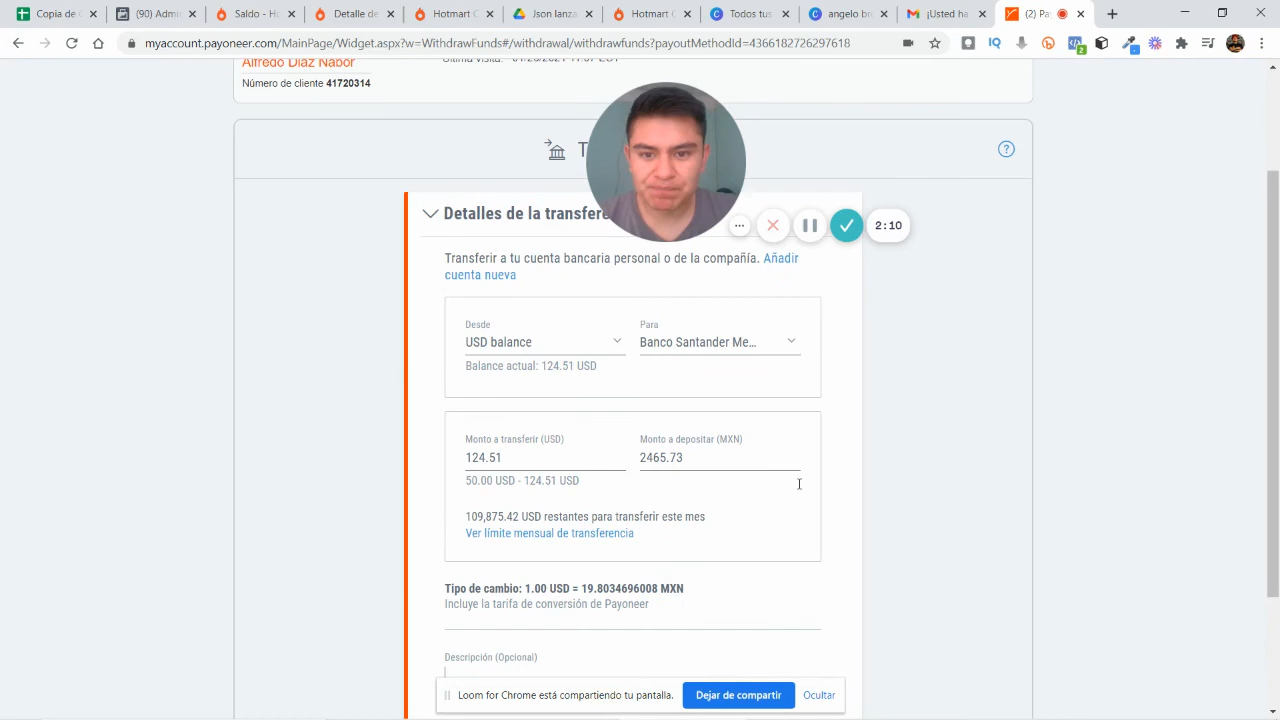 Copia de
(90) Admi
Saldo - H
Detalle de
Hotmart C
Json lanza
Hotmart
Todos tus
angelo bre
¡Usted ha
(2) Pa
myaccount.payoneer.com/MainPage/Widget.aspx?w=WithdrawFunds#/withdrawal/withdrawfunds?payoutMethodId=4366182726297618
IQ
2
Alfredo Diaz Nabor
Número de cliente 41720314
?
T
Detalles de la transfere
2:10
Transferir a tu cuenta bancaria personal o de la compañía. Añadir
cuenta nueva
Desde
Para
USD balance
Banco Santander Me...
Balance actual: 124.51 USD
Monto a transferir (USD)
Monto a depositar (MXN)
124.51
2465.73
50.00 USD - 124.51 USD
109,875.42 USD restantes para transferir este mes
Ver límite mensual de transferencia
Tipo de cambio: 1.00 USD = 19.8034696008 MXN
Incluye la tarifa de conversión de Payoneer
Descripción (Opcional)
Loom for Chrome está compartiendo tu pantalla.
Dejar de compartir
Ocultar